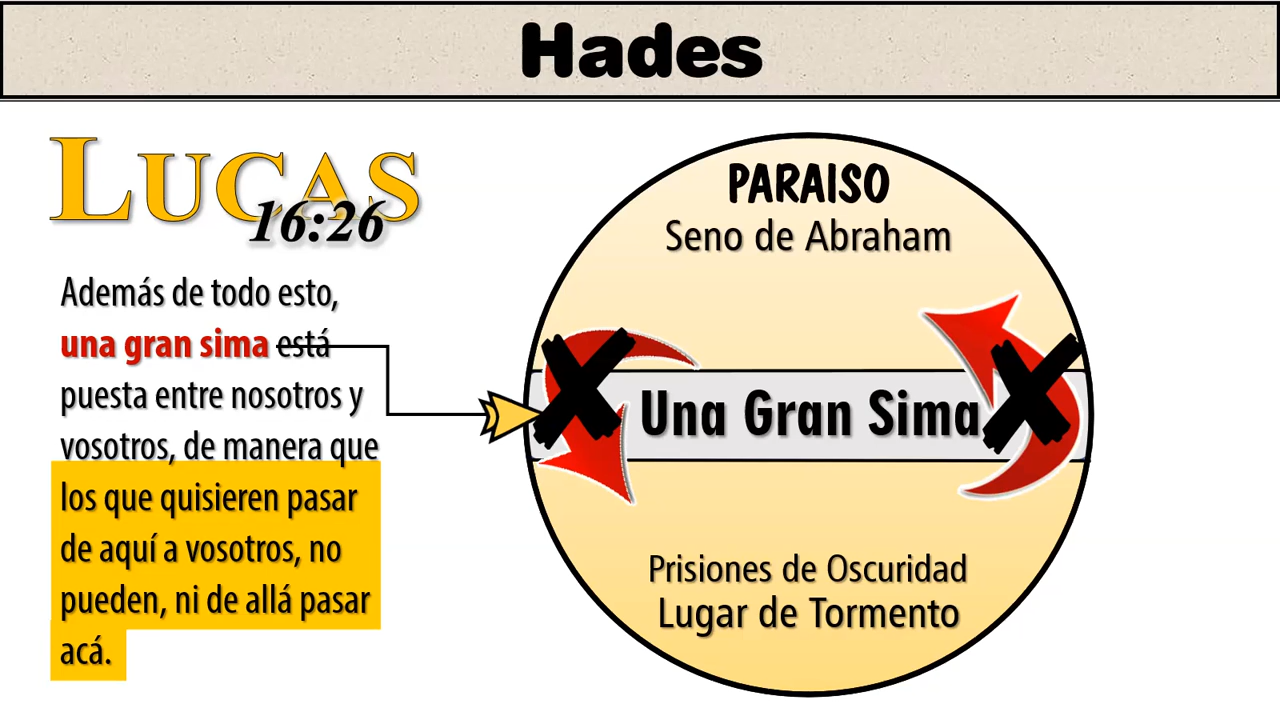 Hades
LUCAS
16:26
Además de todo esto,
una gran sima está
puesta entre nosotros y
vosotros, de manera que
los que quisieren pasar
de aquí a vosotros, no
pueden, ni de allá pasar
acá.
PARAISO
Seno de Abraham
Una Gran Sima
Prisiones de Oscuridad
Lugar de Tormento